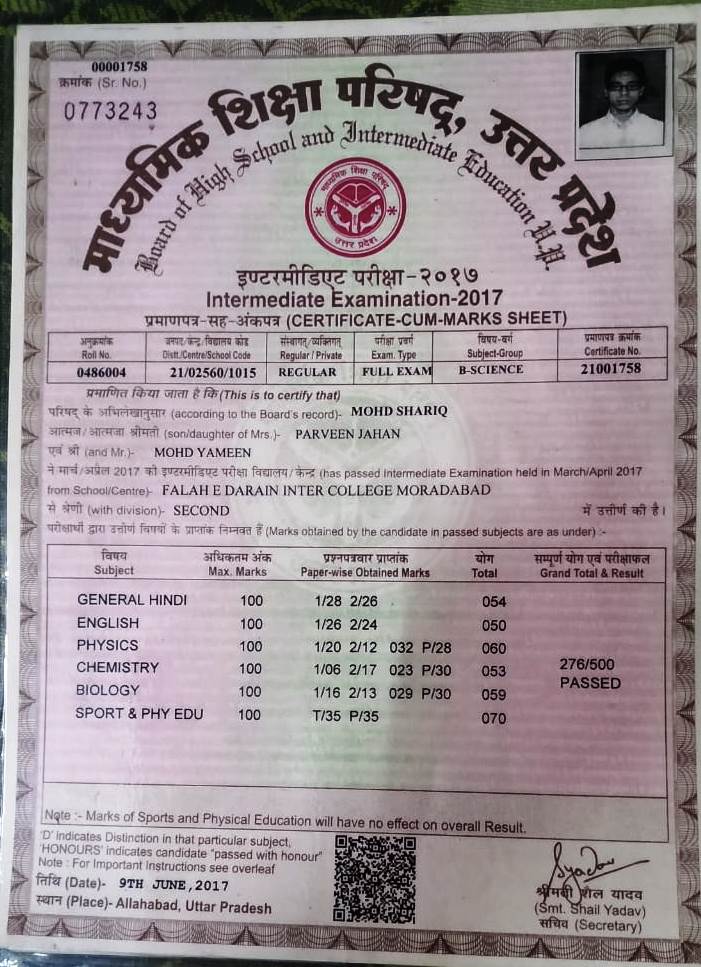 00001758
क्रमांक (Sr. No.)
0773243
माध्यमिक शिक्षा परिषद्, उत्तर प्रदेश
Board of High School and Intermediate Education U.P.
माध्यमिक शिक्षा परिषद
उत्तर प्रदेश
इण्टरमीडिएट परीक्षा-२०१७
Intermediate Examination-2017
प्रमाणपत्र-सह-अंकपत्र (CERTIFICATE-CUM-MARKS SHEET)
अनुक्रमांक जनपद/केन्द्र/विद्यालय कोड संस्थागत/व्यक्तिगत परीक्षा प्रवर्ग विषय-वर्ग प्रमाणपत्र क्रमांक
Roll No. Distt./Centre/School Code Regular / Private Exam. Type Subject-Group Certificate No.
0486004 21/02560/1015 REGULAR FULL EXAM B-SCIENCE 21001758
प्रमाणित किया जाता है कि (This is to certify that)
परिषद् के अभिलेखानुसार (according to the Board's record)- MOHD SHARIQ
आत्मज/आत्मजा श्रीमती (son/daughter of Mrs.)- PARVEEN JAHAN
एवं श्री (and Mr.)- MOHD YAMEEN
ने मार्च/अप्रैल 2017 की इण्टरमीडिएट परीक्षा विद्यालय/केन्द्र (has passed Intermediate Examination held in March/April 2017
from School/Centre)- FALAH E DARAIN INTER COLLEGE MORADABAD
से श्रेणी (with division)- SECOND में उत्तीर्ण की है।
परीक्षार्थी द्वारा उत्तीर्ण विषयों के प्राप्तांक निम्नवत हैं (Marks obtained by the candidate in passed subjects are as under) :-
विषय अधिकतम अंक प्रश्नपत्रवार प्राप्तांक योग सम्पूर्ण योग एवं परीक्षाफल
Subject Max. Marks Paper-wise Obtained Marks Total Grand Total & Result
GENERAL HINDI 100 1/28 2/26 054
ENGLISH 100 1/26 2/24 050
PHYSICS 100 1/20 2/12 032 P/28 060
CHEMISTRY 100 1/06 2/17 023 P/30 053 276/500
BIOLOGY 100 1/16 2/13 029 P/30 059 PASSED
SPORT & PHY EDU 100 T/35 P/35 070
Note :- Marks of Sports and Physical Education will have no effect on overall Result.
'D' indicates Distinction in that particular subject,
'HONOURS' indicates candidate "passed with honour"
Note : For Important Instructions see overleaf
तिथि (Date)- 9TH JUNE,2017
स्थान (Place)- Allahabad, Uttar Pradesh
Syadav
श्रीमती शैल यादव
(Smt. Shail Yadav)
सचिव (Secretary)